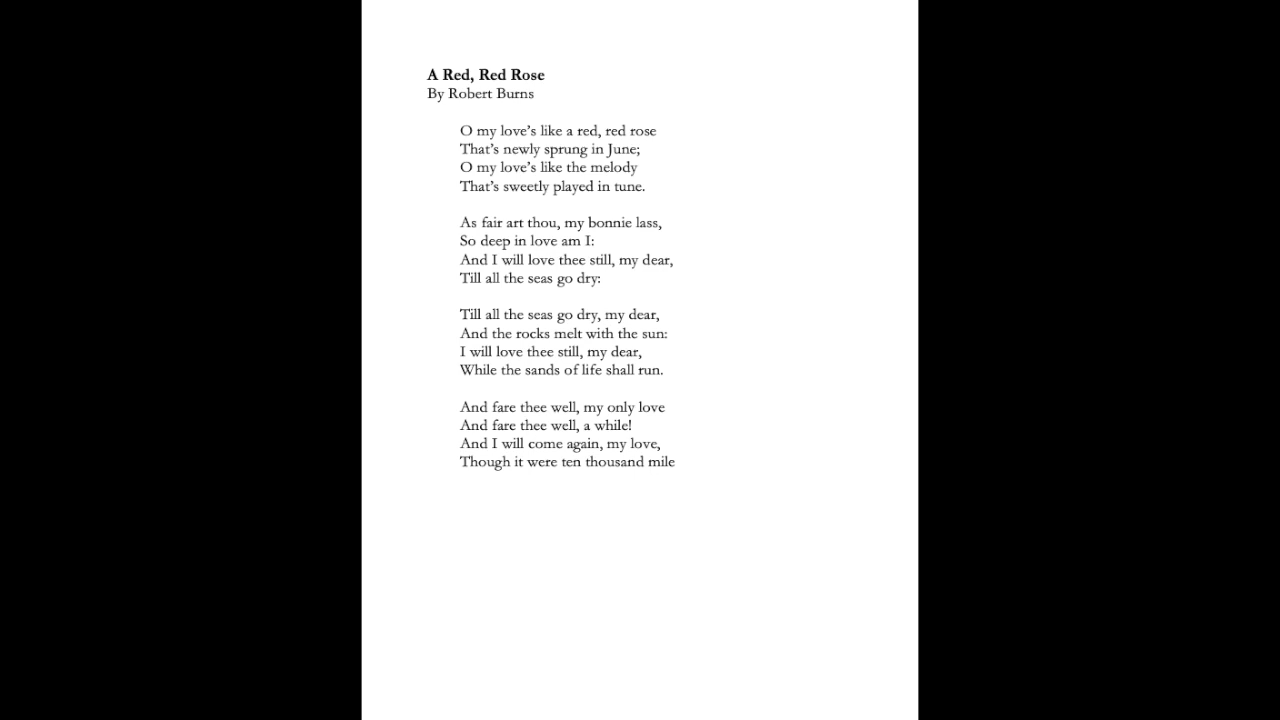 A Red, Red Rose
By Robert Burns
O my love’s like a red, red rose
That’s newly sprung in June;
O my love’s like the melody
That’s sweetly played in tune.
As fair art thou, my bonnie lass,
So deep in love am I:
And I will love thee still, my dear,
Till all the seas go dry:
Till all the seas go dry, my dear,
And the rocks melt with the sun:
I will love thee still, my dear,
While the sands of life shall run.
And fare thee well, my only love
And fare thee well, a while!
And I will come again, my love,
Though it were ten thousand mile